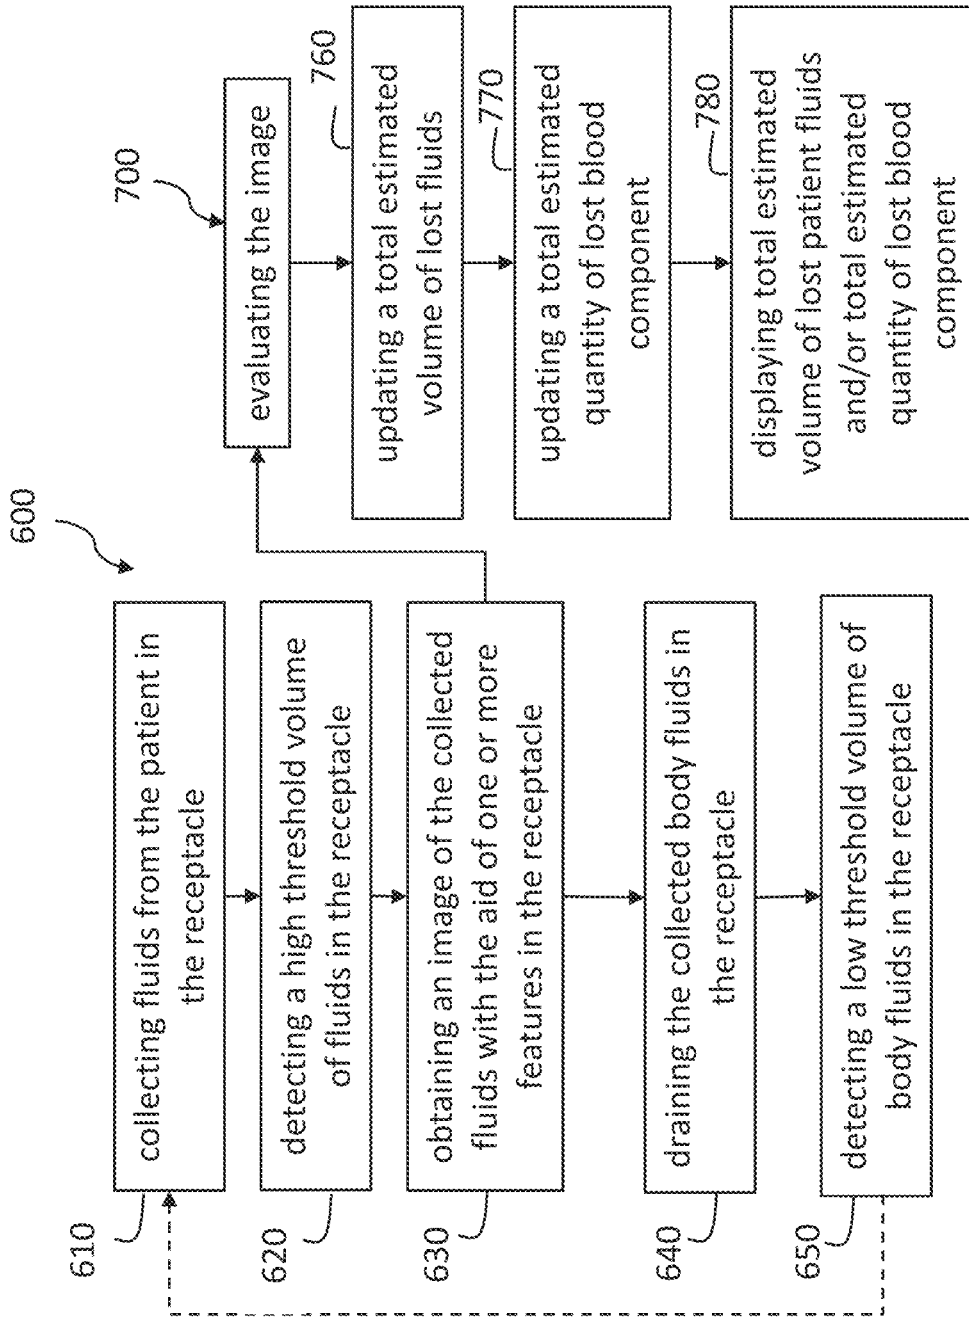 600
610
collecting fluids from the patient in
the receptacle
620
detecting a high threshold volume
of fluids in the receptacle
630
obtaining an image of the collected
fluids with the aid of one or more
features in the receptacle
640
draining the collected body fluids in
the receptacle
650
detecting a low threshold volume of
body fluids in the receptacle
700
evaluating the image
760
updating a total estimated
volume of lost fluids
770
updating a total estimated
quantity of lost blood
component
780
displaying total estimated
volume of lost patient fluids
and/or total estimated
quantity of lost blood
component